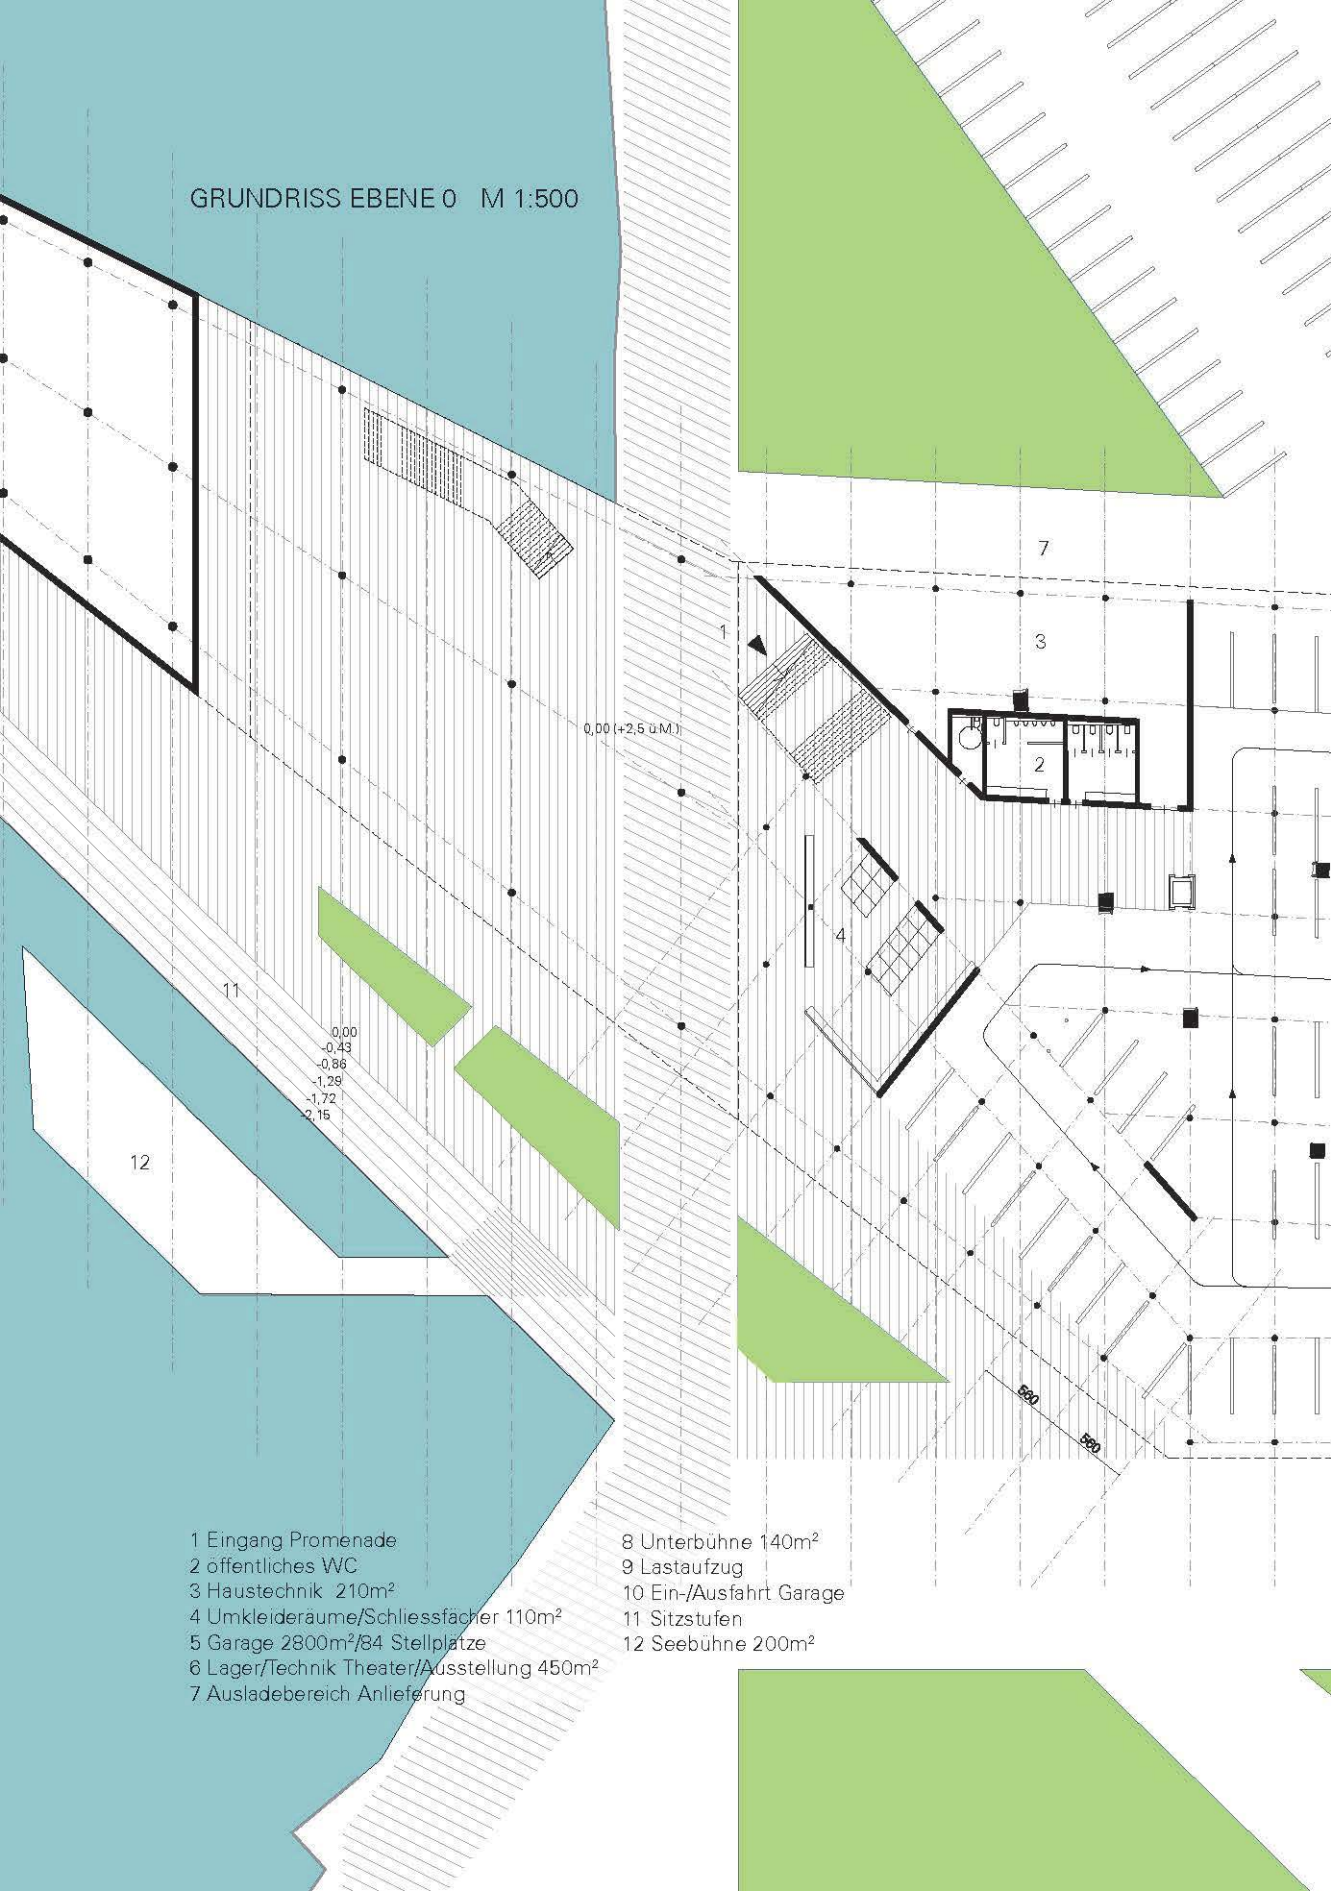 GRUNDRISS EBENE 0   M 1:500
7
1
3
0,00 (+2,5 ü.M.)
2
4
11
0,00
-0,43
-0,86
-1,29
-1,72
-2,15
12
560
560
1 Eingang Promenade
2 öffentliches WC
3 Haustechnik 210m²
4 Umkleideräume/Schliessfächer 110m²
5 Garage 2800m²/84 Stellplätze
6 Lager/Technik Theater/Ausstellung 450m²
7 Ausladebereich Anlieferung
8 Unterbühne 140m²
9 Lastaufzug
10 Ein-/Ausfahrt Garage
11 Sitzstufen
12 Seebühne 200m²